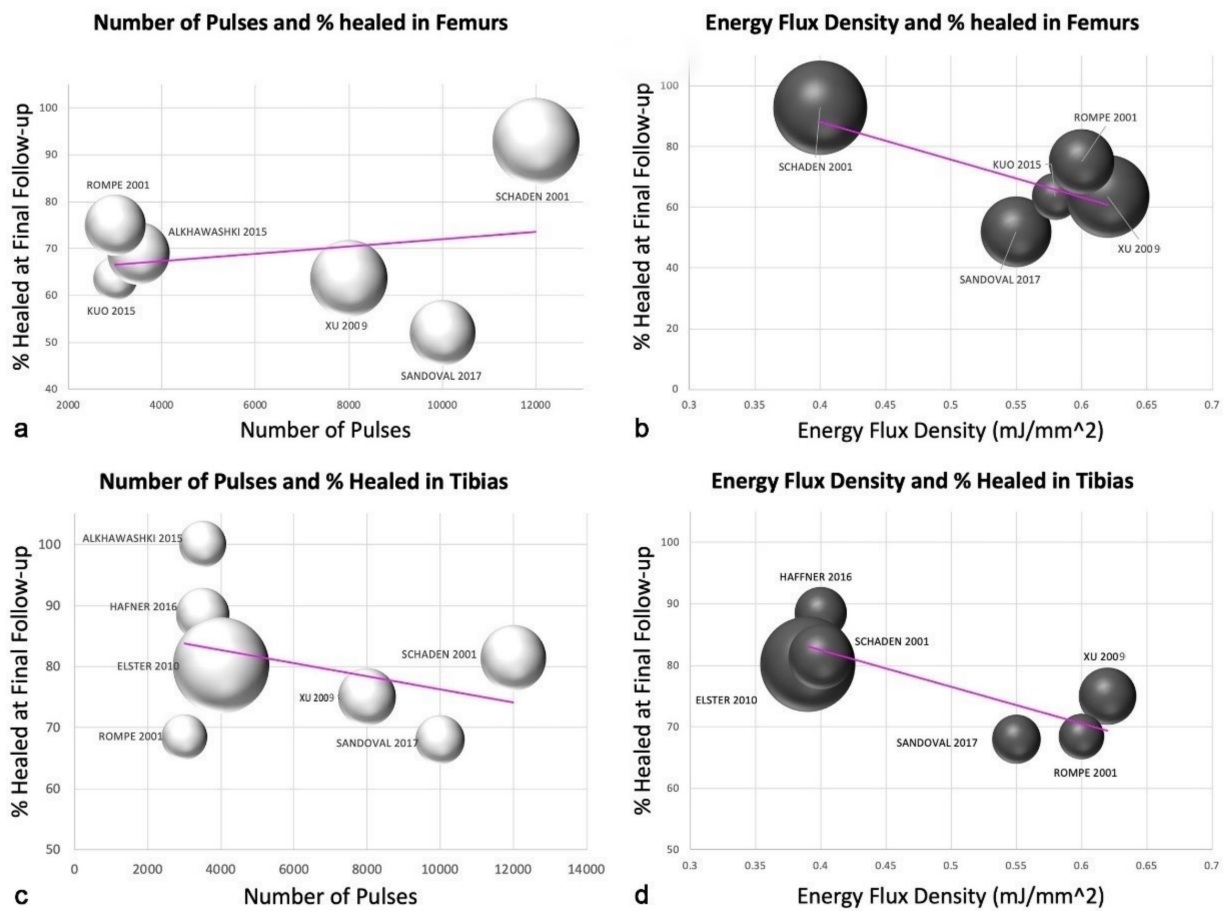 Number of Pulses and % healed in Femurs
% Healed at Final Follow-up
100
90
80
70
60
50
40
2000
4000
6000
8000
10000
12000
ROMPE 2001
ALKHAWASHKI 2015
KUO 2015
XU 2009
SANDOVAL 2017
SCHADEN 2001
Number of Pulses
a
Energy Flux Density and % healed in Femurs
% Healed at Final Follow-up
100
80
60
40
20
0
0.3
0.4
0.45
0.5
0.55
0.6
0.65
0.7
SCHADEN 2001
ROMPE 2001
KUO 2015
SANDOVAL 2017
XU 2009
Energy Flux Density (mJ/mm^2)
b
Number of Pulses and % Healed in Tibias
% Healed at Final Follow-up
100
90
80
70
60
50
0
2000
4000
6000
8000
10000
12000
14000
ALKHAWASHKI 2015
HAFNER 2016
ELSTER 2010
ROMPE 2001
XU 2009
SANDOVAL 2017
SCHADEN 2001
Number of Pulses
c
Energy Flux Density and % Healed in Tibias
% Healed at Final Follow-up
100
90
80
70
60
50
0.3
0.4
0.45
0.5
0.55
0.6
0.65
0.7
HAFFNER 2016
SCHADEN 2001
ELSTER 2010
XU 2009
SANDOVAL 2017
ROMPE 2001
Energy Flux Density (mJ/mm^2)
d